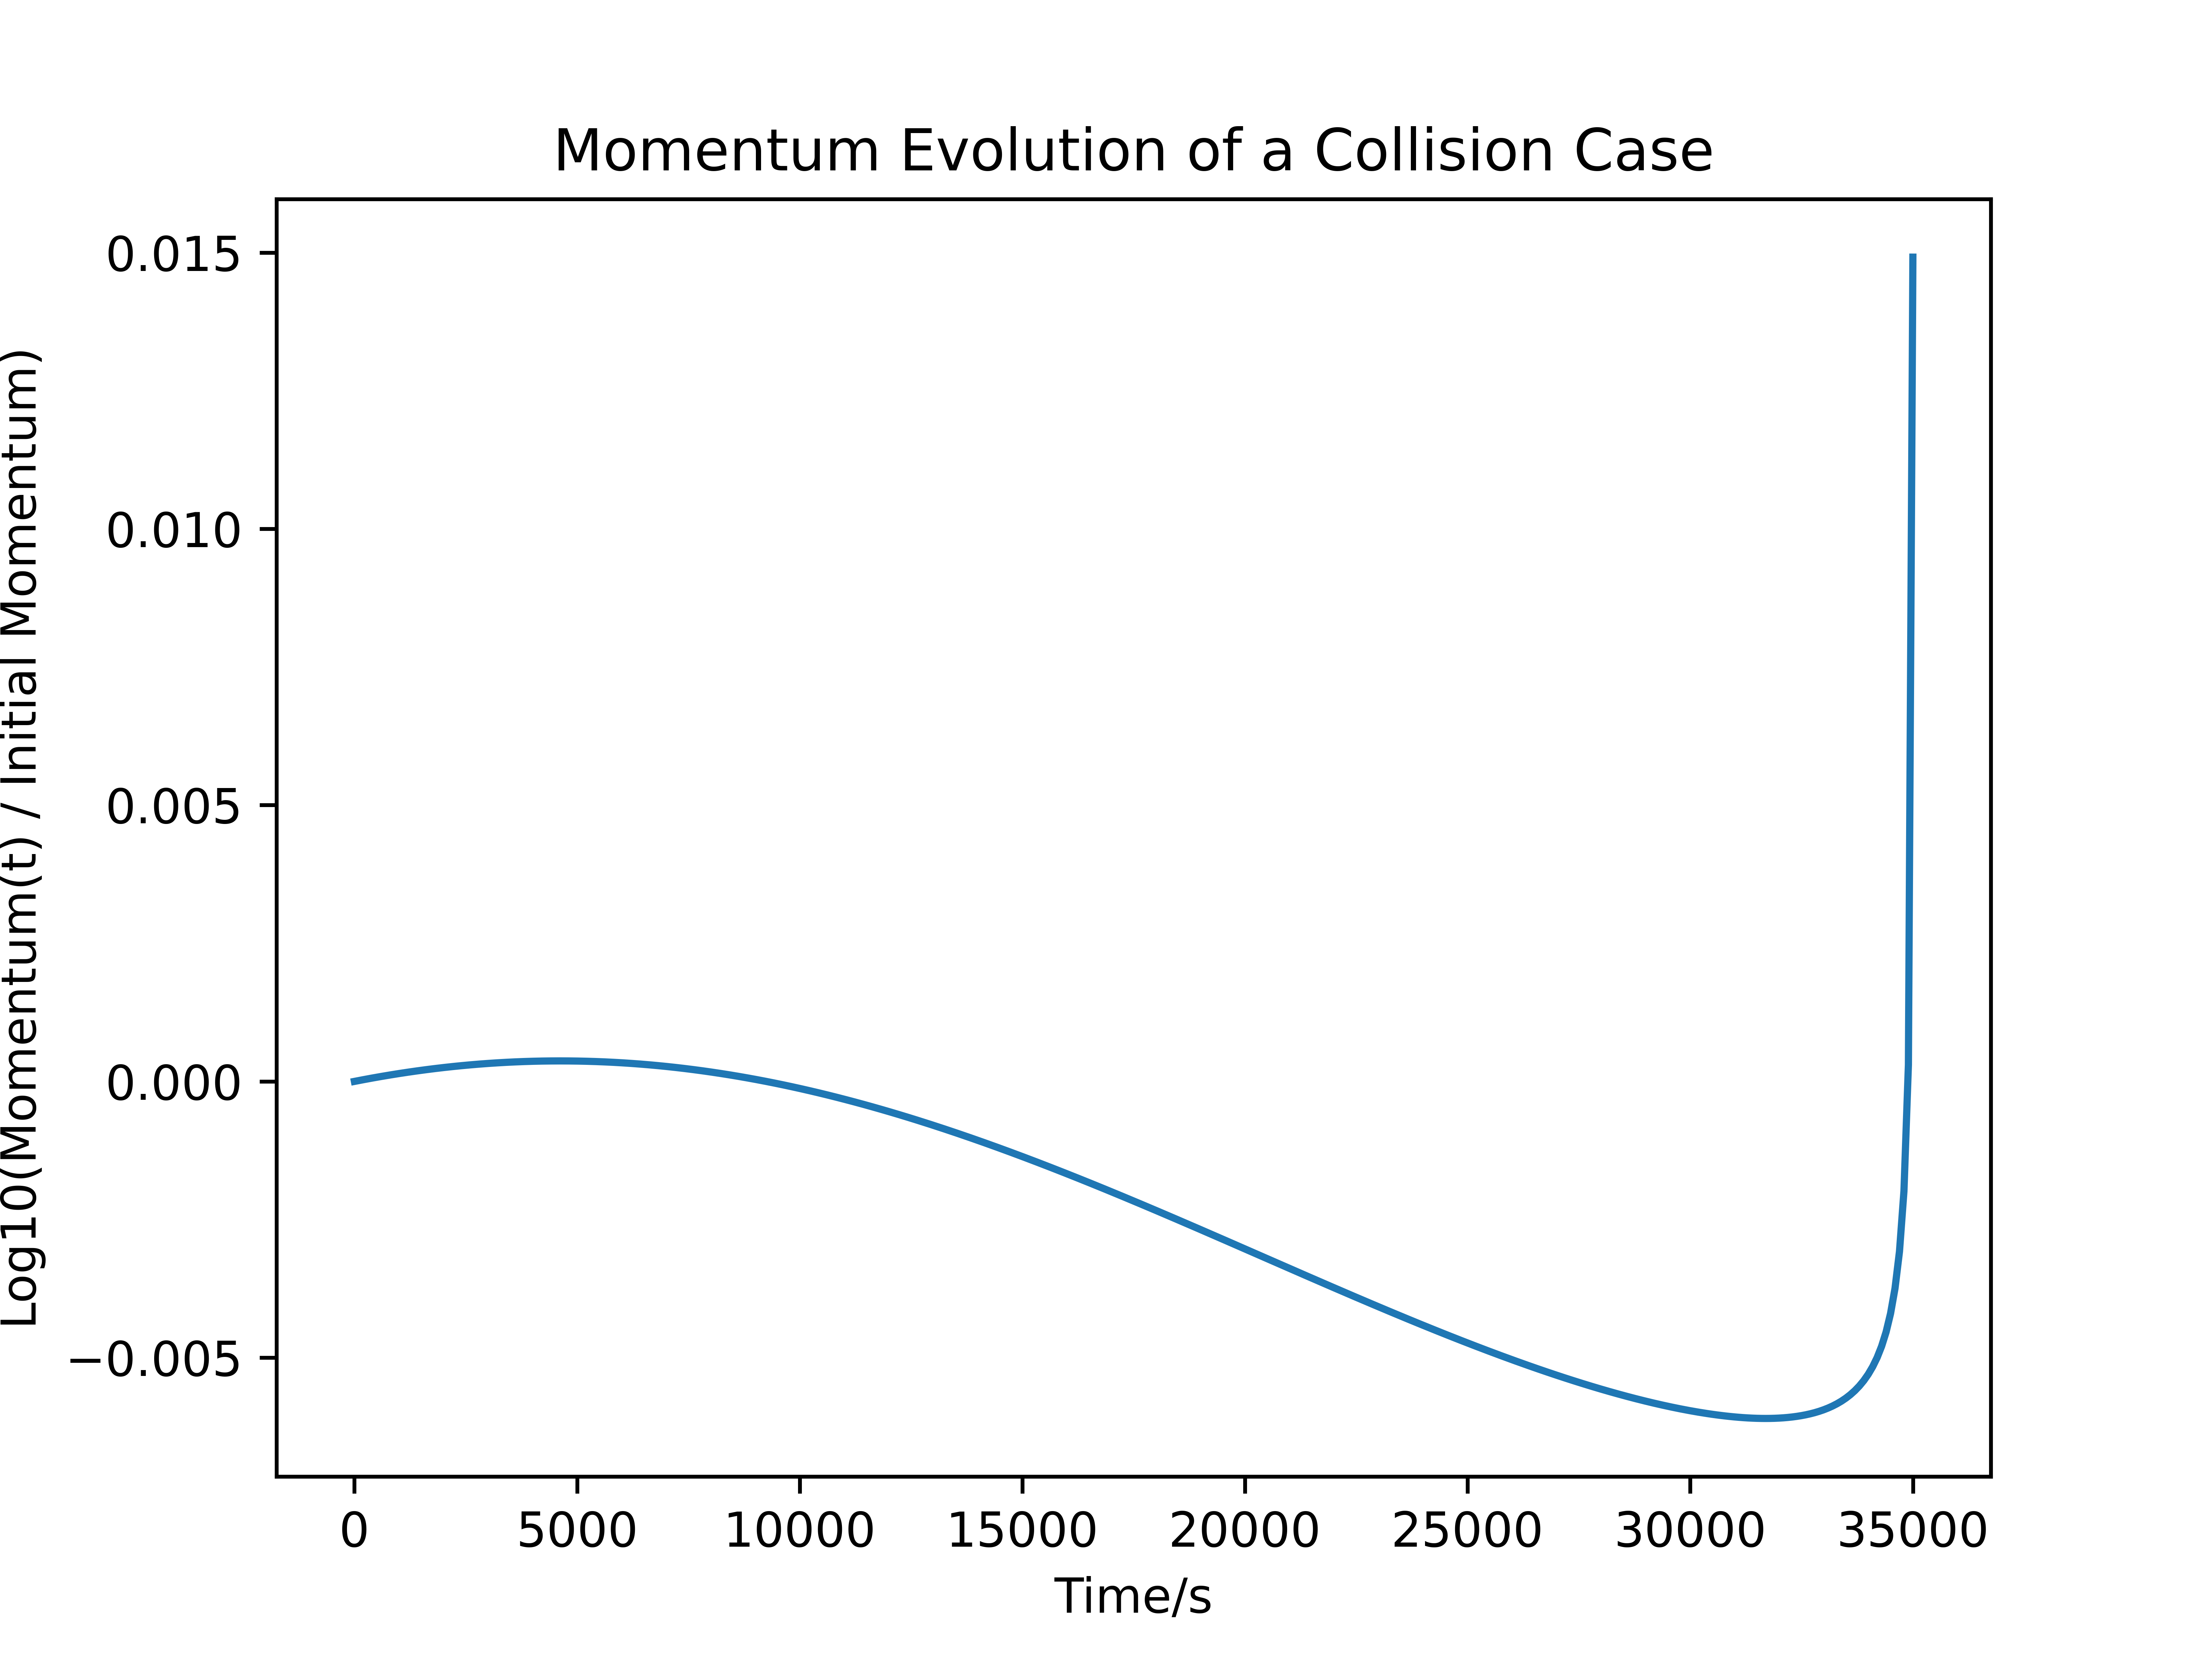 Momentum Evolution of a Collision Case
Log10(Momentum(t) / Initial Momentum)
0.015
0.010
0.005
0.000
−0.005
0 5000 10000 15000 20000 25000 30000 35000
Time/s